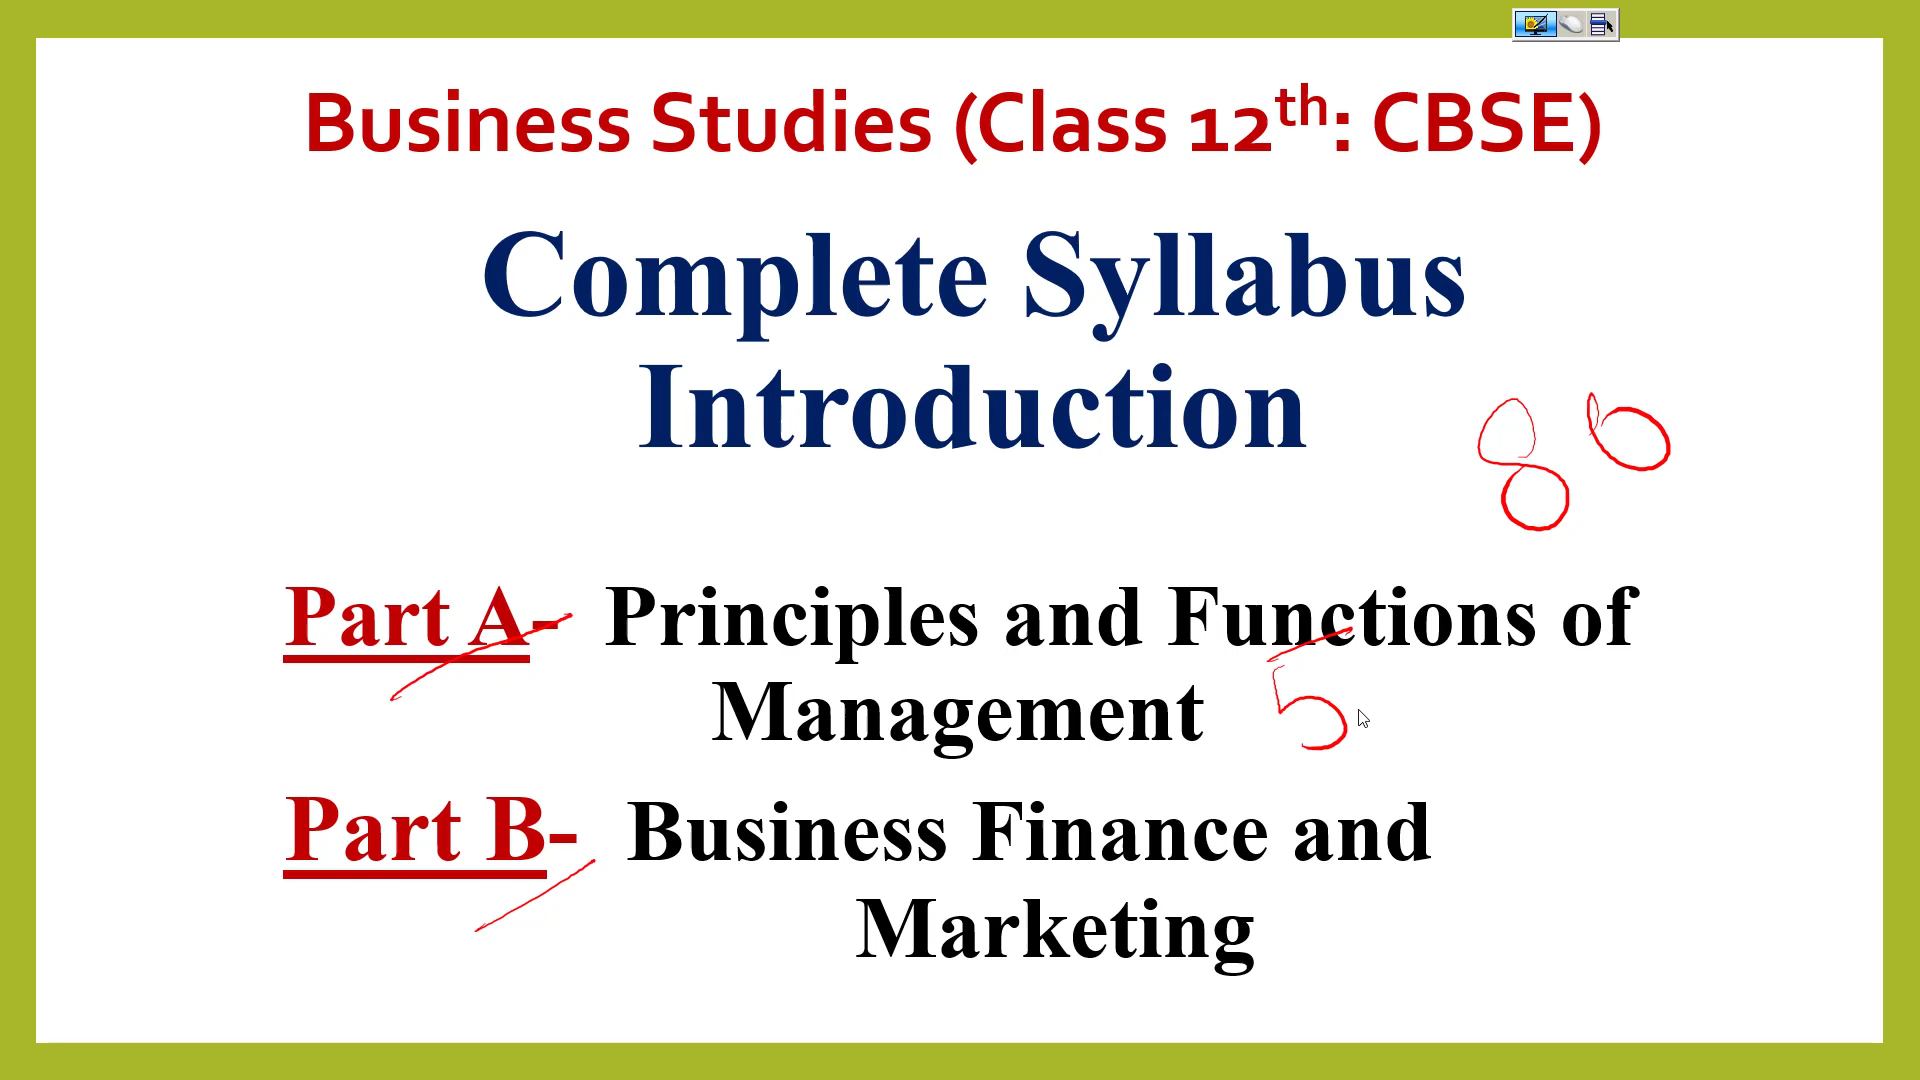 Business Studies (Class 12th: CBSE)
Complete Syllabus
Introduction
80
Part A- Principles and Functions of
Management 5
Part B- Business Finance and
Marketing